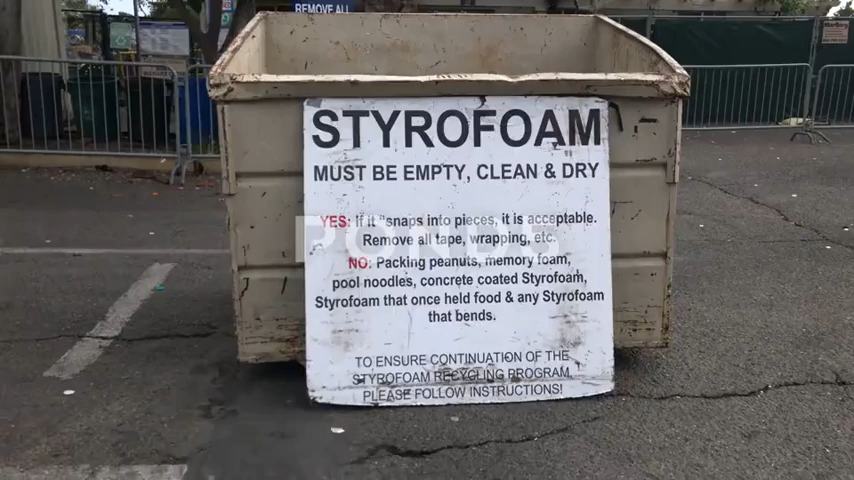 REMOVE ALL
STYROFOAM
MUST BE EMPTY, CLEAN & DRY
YES: If it "snaps into pieces, it is acceptable.
Remove all tape, wrapping, etc.
NO: Packing peanuts, memory foam,
pool noodles, concrete coated Styrofoam,
Styrofoam that once held food & any Styrofoam
that bends.
TO ENSURE CONTINUATION OF THE
STYROFOAM RECYCLING PROGRAM,
PLEASE FOLLOW INSTRUCTIONS!
POND5